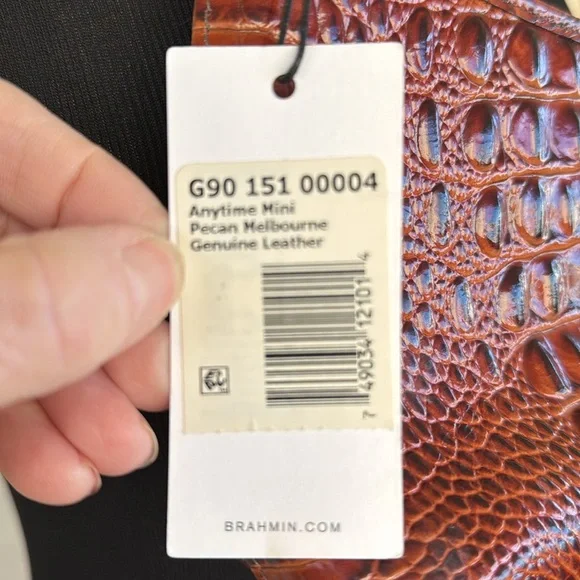 G90 151 00004
Anytime Mini
Pecan Melbourne
Genuine Leather
7 49034 12101 4
BRAHMIN.COM